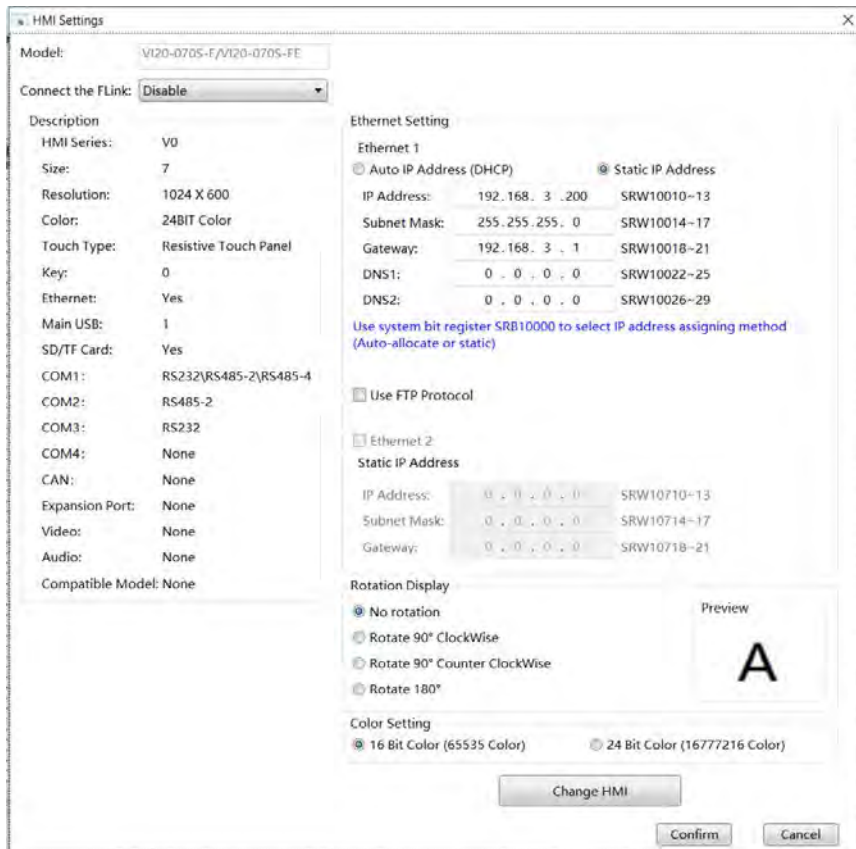 HMI Settings
Model: VI20-070S-F/VI20-070S-FE
Connect the FLink: Disable
Description
HMI Series: V0
Size: 7
Resolution: 1024 X 600
Color: 24BIT Color
Touch Type: Resistive Touch Panel
Key: 0
Ethernet: Yes
Main USB: 1
SD/TF Card: Yes
COM1: RS232\RS485-2\RS485-4
COM2: RS485-2
COM3: RS232
COM4: None
CAN: None
Expansion Port: None
Video: None
Audio: None
Compatible Model: None
Ethernet Setting
Ethernet 1
Auto IP Address (DHCP) Static IP Address
IP Address: 192.168. 3 .200 SRW10010~13
Subnet Mask: 255.255.255. 0 SRW10014~17
Gateway: 192.168. 3 . 1 SRW10018~21
DNS1: 0 . 0 . 0 . 0 SRW10022~25
DNS2: 0 . 0 . 0 . 0 SRW10026~29
Use system bit register SRB10000 to select IP address assigning method
(Auto-allocate or static)
Use FTP Protocol
Ethernet 2
Static IP Address
IP Address: 0 . 0 . 0 . 0 SRW10710~13
Subnet Mask: 0 . 0 . 0 . 0 SRW10714~17
Gateway: 0 . 0 . 0 . 0 SRW10718~21
Rotation Display
No rotation
Rotate 90° ClockWise
Rotate 90° Counter ClockWise
Rotate 180°
Preview
A
Color Setting
16 Bit Color (65535 Color) 24 Bit Color (16777216 Color)
Change HMI
Confirm Cancel